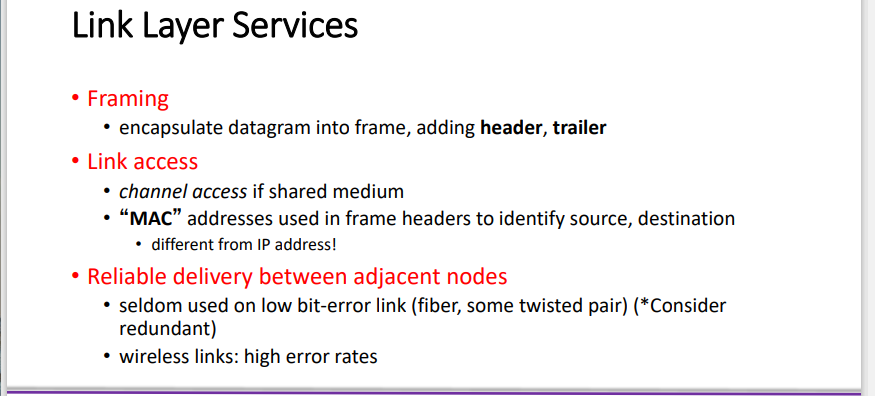 Link Layer Services
• Framing
• encapsulate datagram into frame, adding header, trailer
• Link access
• channel access if shared medium
• “MAC” addresses used in frame headers to identify source, destination
• different from IP address!
• Reliable delivery between adjacent nodes
• seldom used on low bit-error link (fiber, some twisted pair) (*Consider
redundant)
• wireless links: high error rates